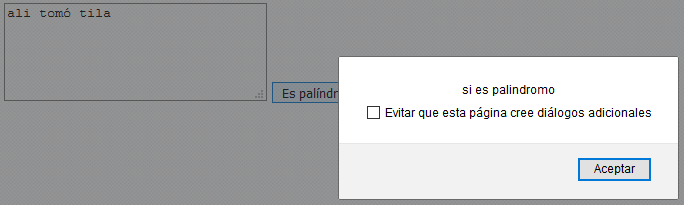 ali tomó tila
Es palíndr
si es palindromo
Evitar que esta página cree diálogos adicionales
Aceptar